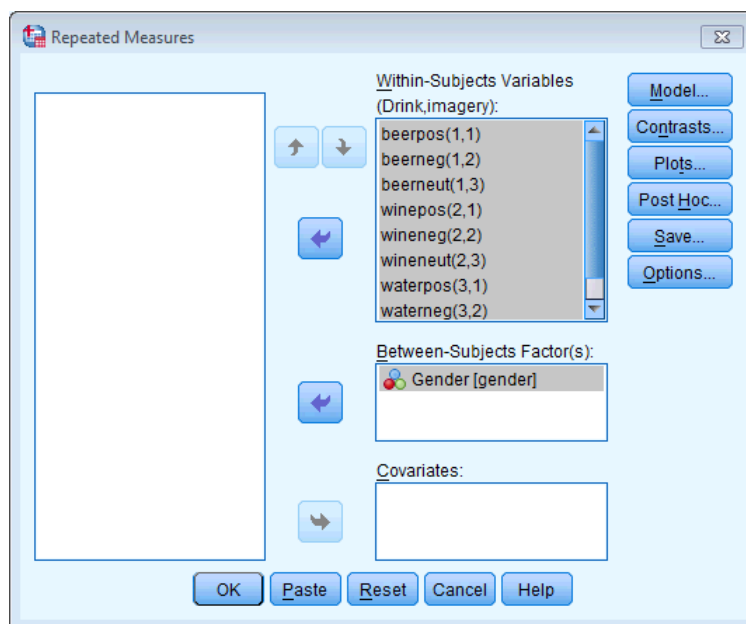 Repeated Measures
Within-Subjects Variables
(Drink,imagery):
beerpos(1,1)
beerneg(1,2)
beerneut(1,3)
winepos(2,1)
wineneg(2,2)
wineneut(2,3)
waterpos(3,1)
waterneg(3,2)
Model...
Contrasts...
Plots...
Post Hoc...
Save...
Options...
Between-Subjects Factor(s):
Gender [gender]
Covariates:
OK Paste Reset Cancel Help